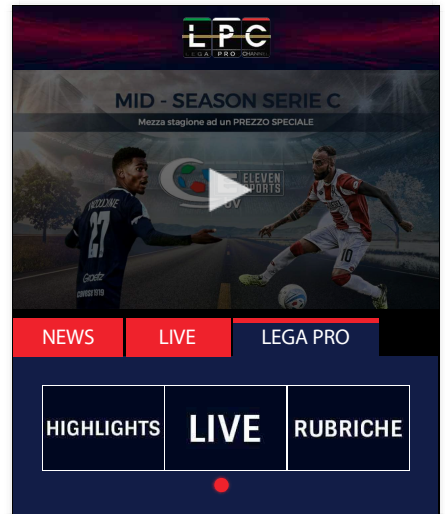 LPC
LEGA PRO CHANNEL
MID - SEASON SERIE C
Mezza stagione ad un PREZZO SPECIALE
ELEVEN
SPORTS
27
10
Graetz
NEWS
LIVE
LEGA PRO
HIGHLIGHTS
LIVE
RUBRICHE